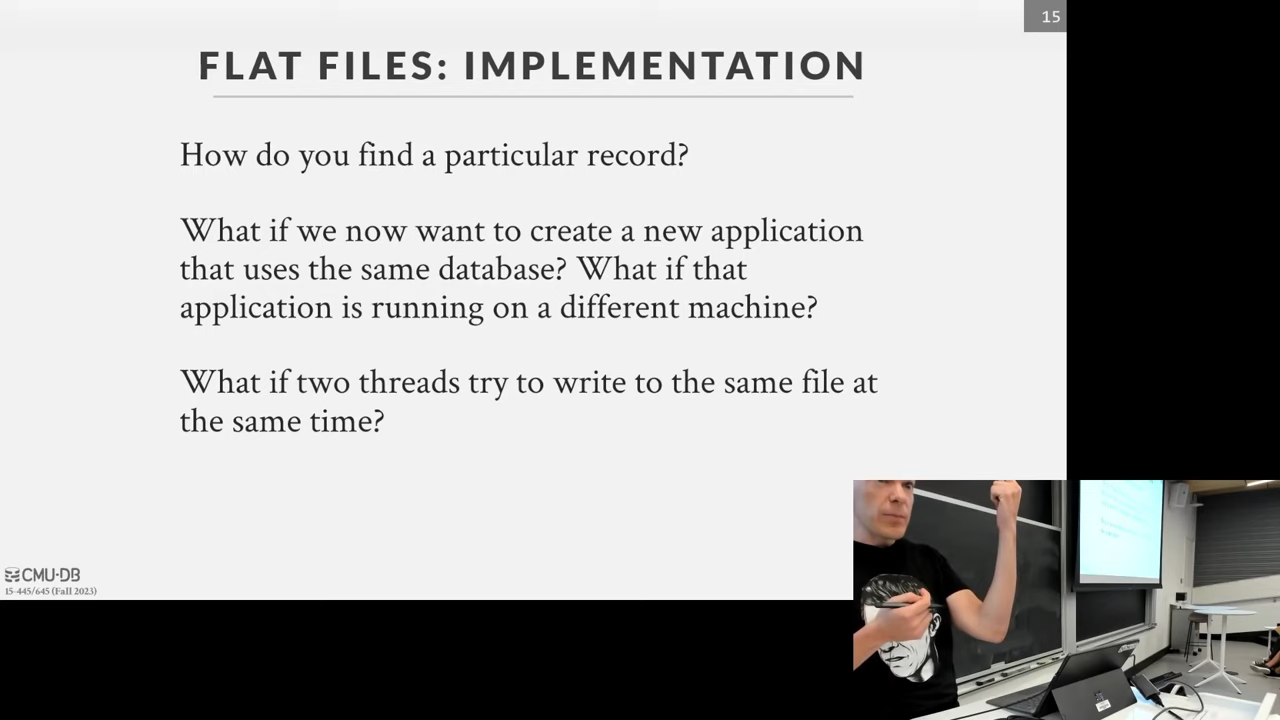 15
FLAT FILES: IMPLEMENTATION
How do you find a particular record?
What if we now want to create a new application
that uses the same database? What if that
application is running on a different machine?
What if two threads try to write to the same file at
the same time?
CMU·DB
15-445/645 (Fall 2023)